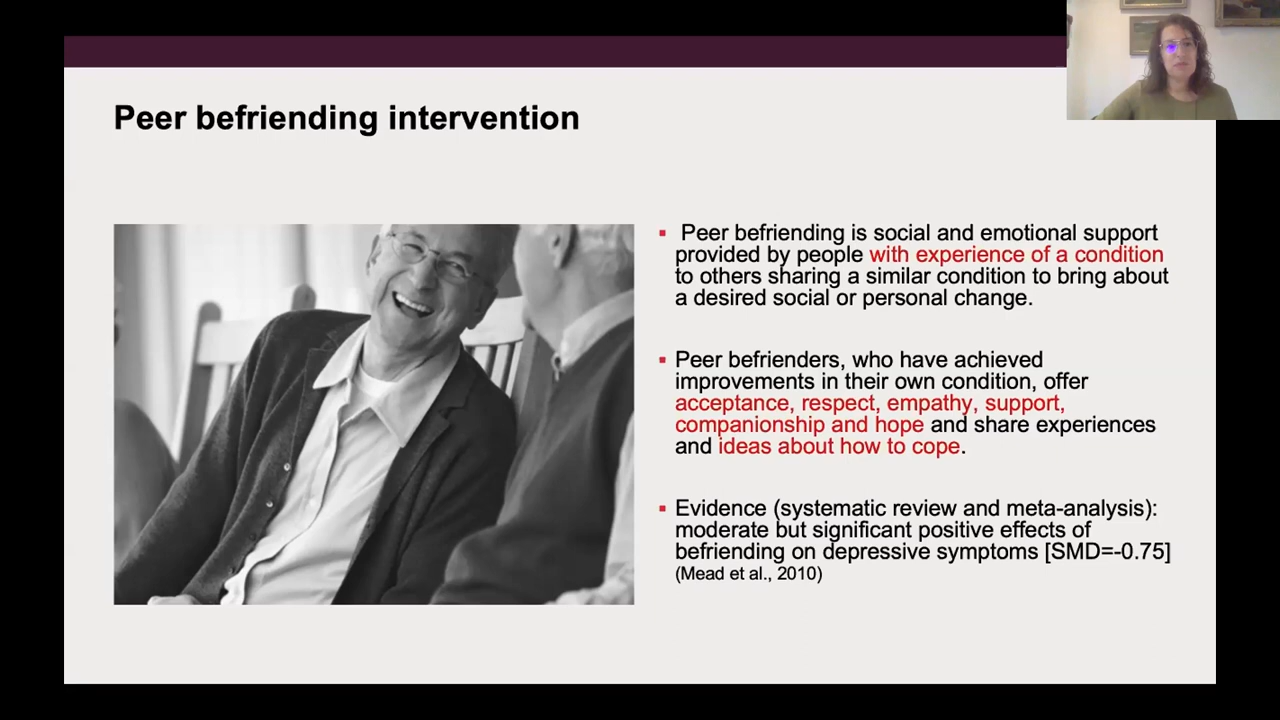 Peer befriending intervention
Peer befriending is social and emotional support
provided by people with experience of a condition
to others sharing a similar condition to bring about
a desired social or personal change.
Peer befrienders, who have achieved
improvements in their own condition, offer
acceptance, respect, empathy, support,
companionship and hope and share experiences
and ideas about how to cope.
Evidence (systematic review and meta-analysis):
moderate but significant positive effects of
befriending on depressive symptoms [SMD=-0.75]
(Mead et al., 2010)